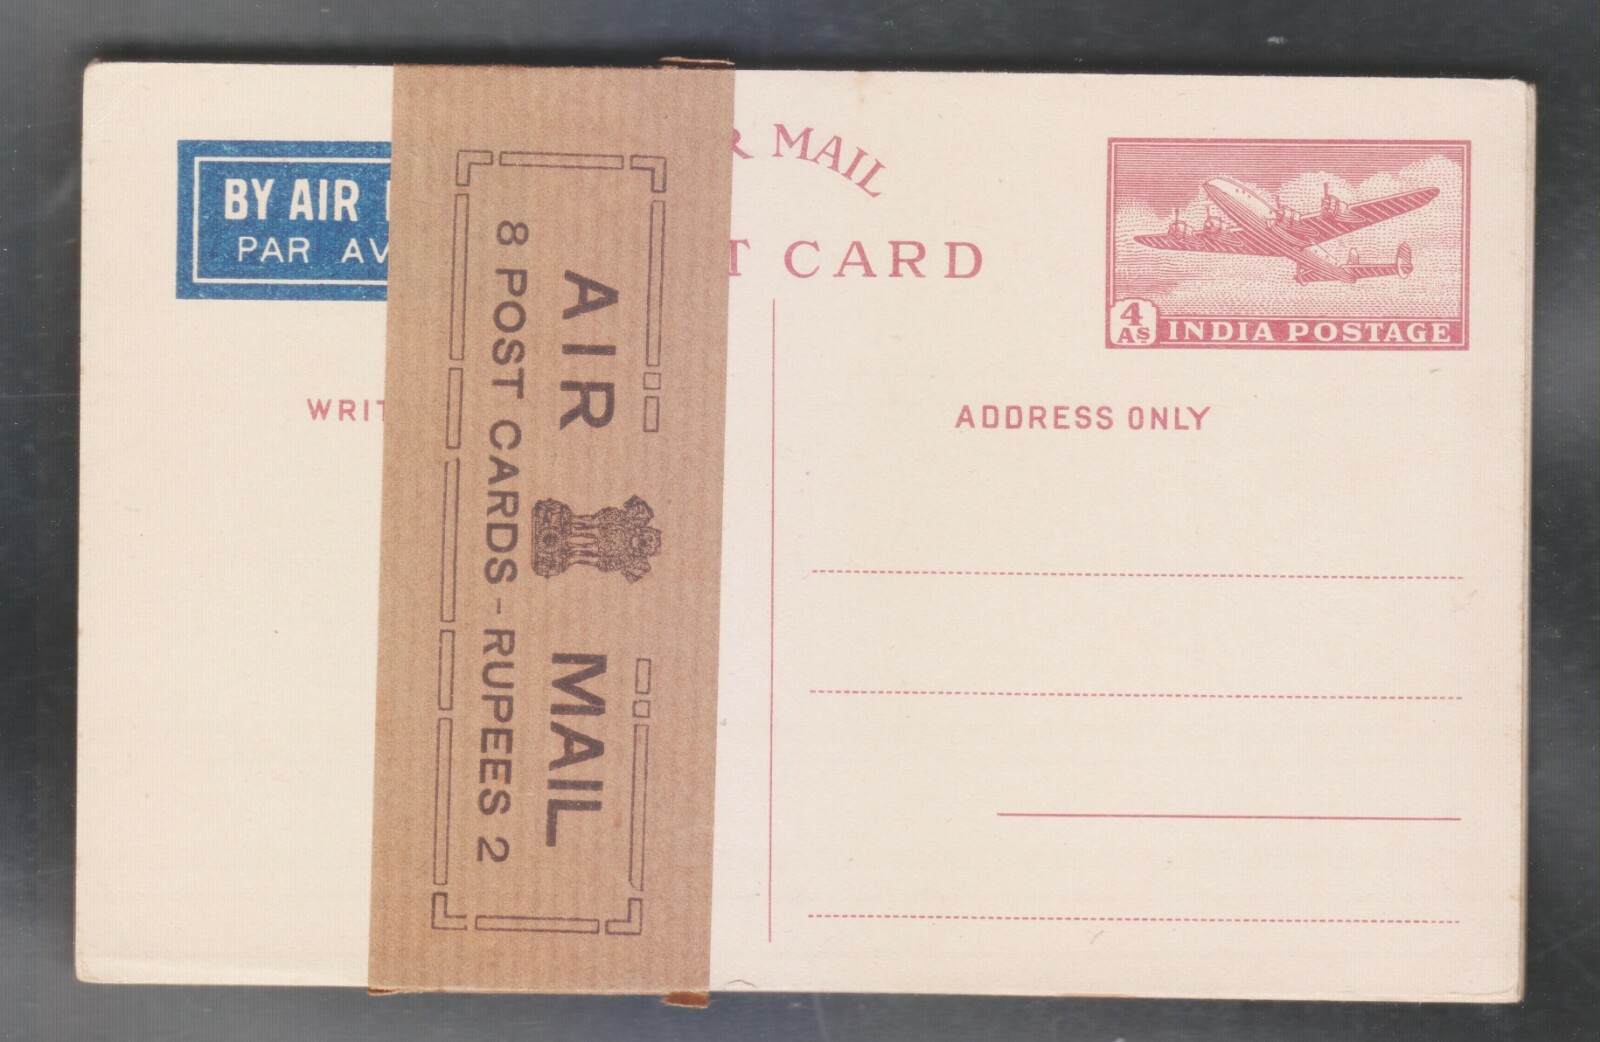 BY AIR
PAR AV
R MAIL
T CARD
4
AS
INDIA POSTAGE
WRIT
ADDRESS ONLY
AIR MAIL
8 POST CARDS - RUPEES 2